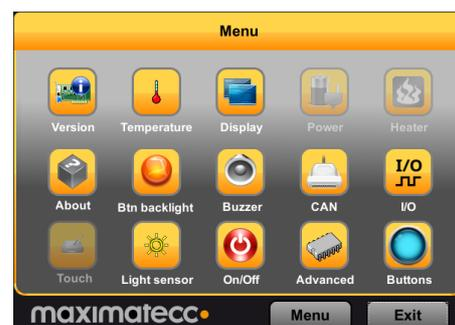 Menu
Version Temperature Display Power Heater
I/O
About Btn backlight Buzzer CAN I/O
Touch Light sensor On/Off Advanced Buttons
maximatecc Menu Exit